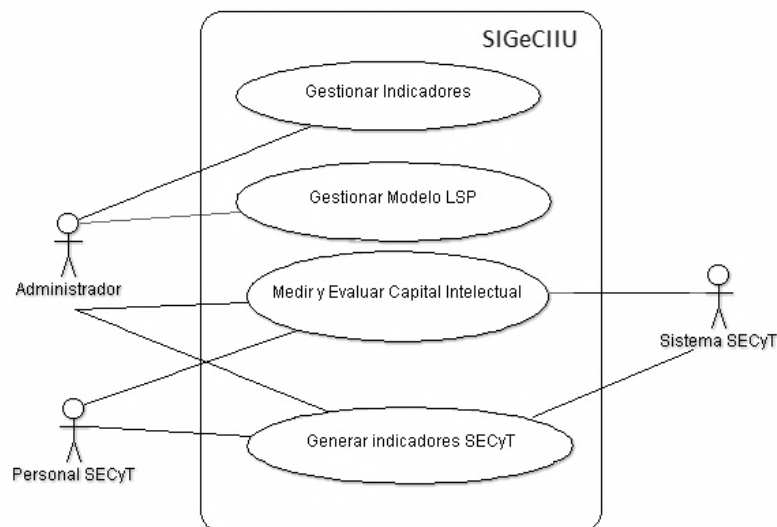 SIGeCIIU
Gestionar Indicadores
Gestionar Modelo LSP
Administrador
Medir y Evaluar Capital Intelectual
Sistema SECyT
Generar indicadores SECyT
Personal SECyT